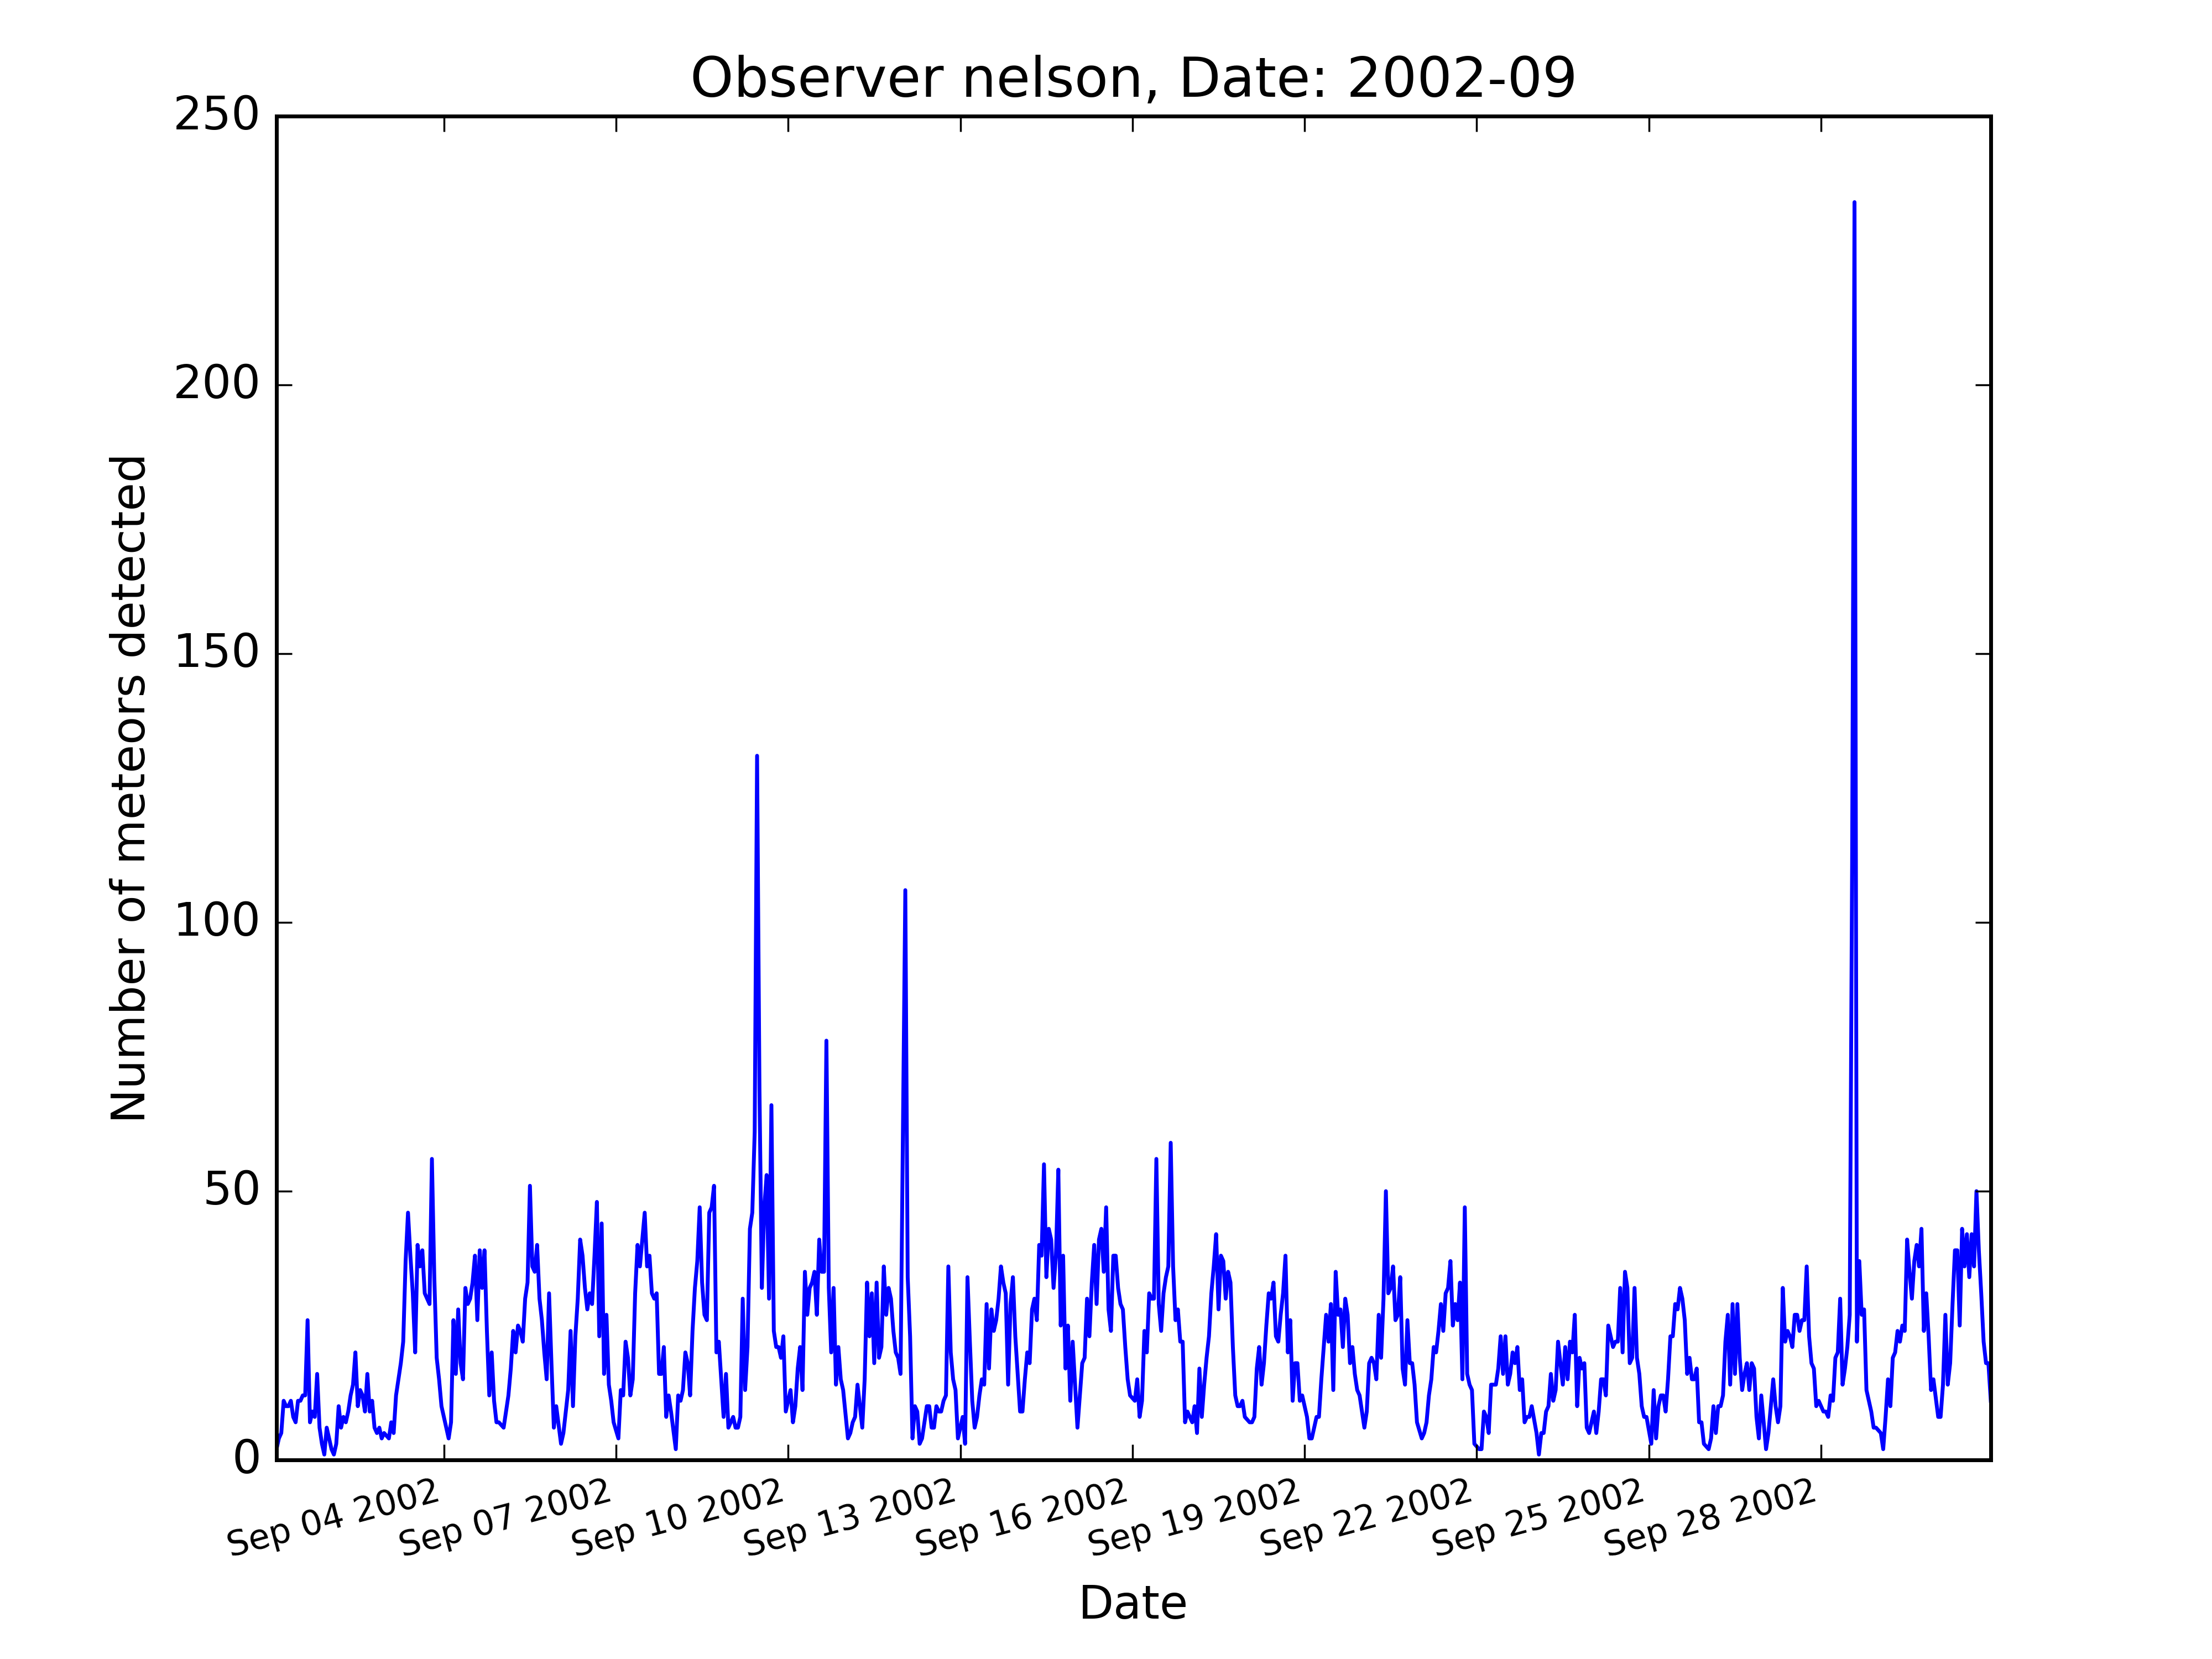 Observer nelson, Date: 2002-09
250
200
150
100
50
0
Number of meteors detected
Sep 04 2002
Sep 07 2002
Sep 10 2002
Sep 13 2002
Sep 16 2002
Sep 19 2002
Sep 22 2002
Sep 25 2002
Sep 28 2002
Date